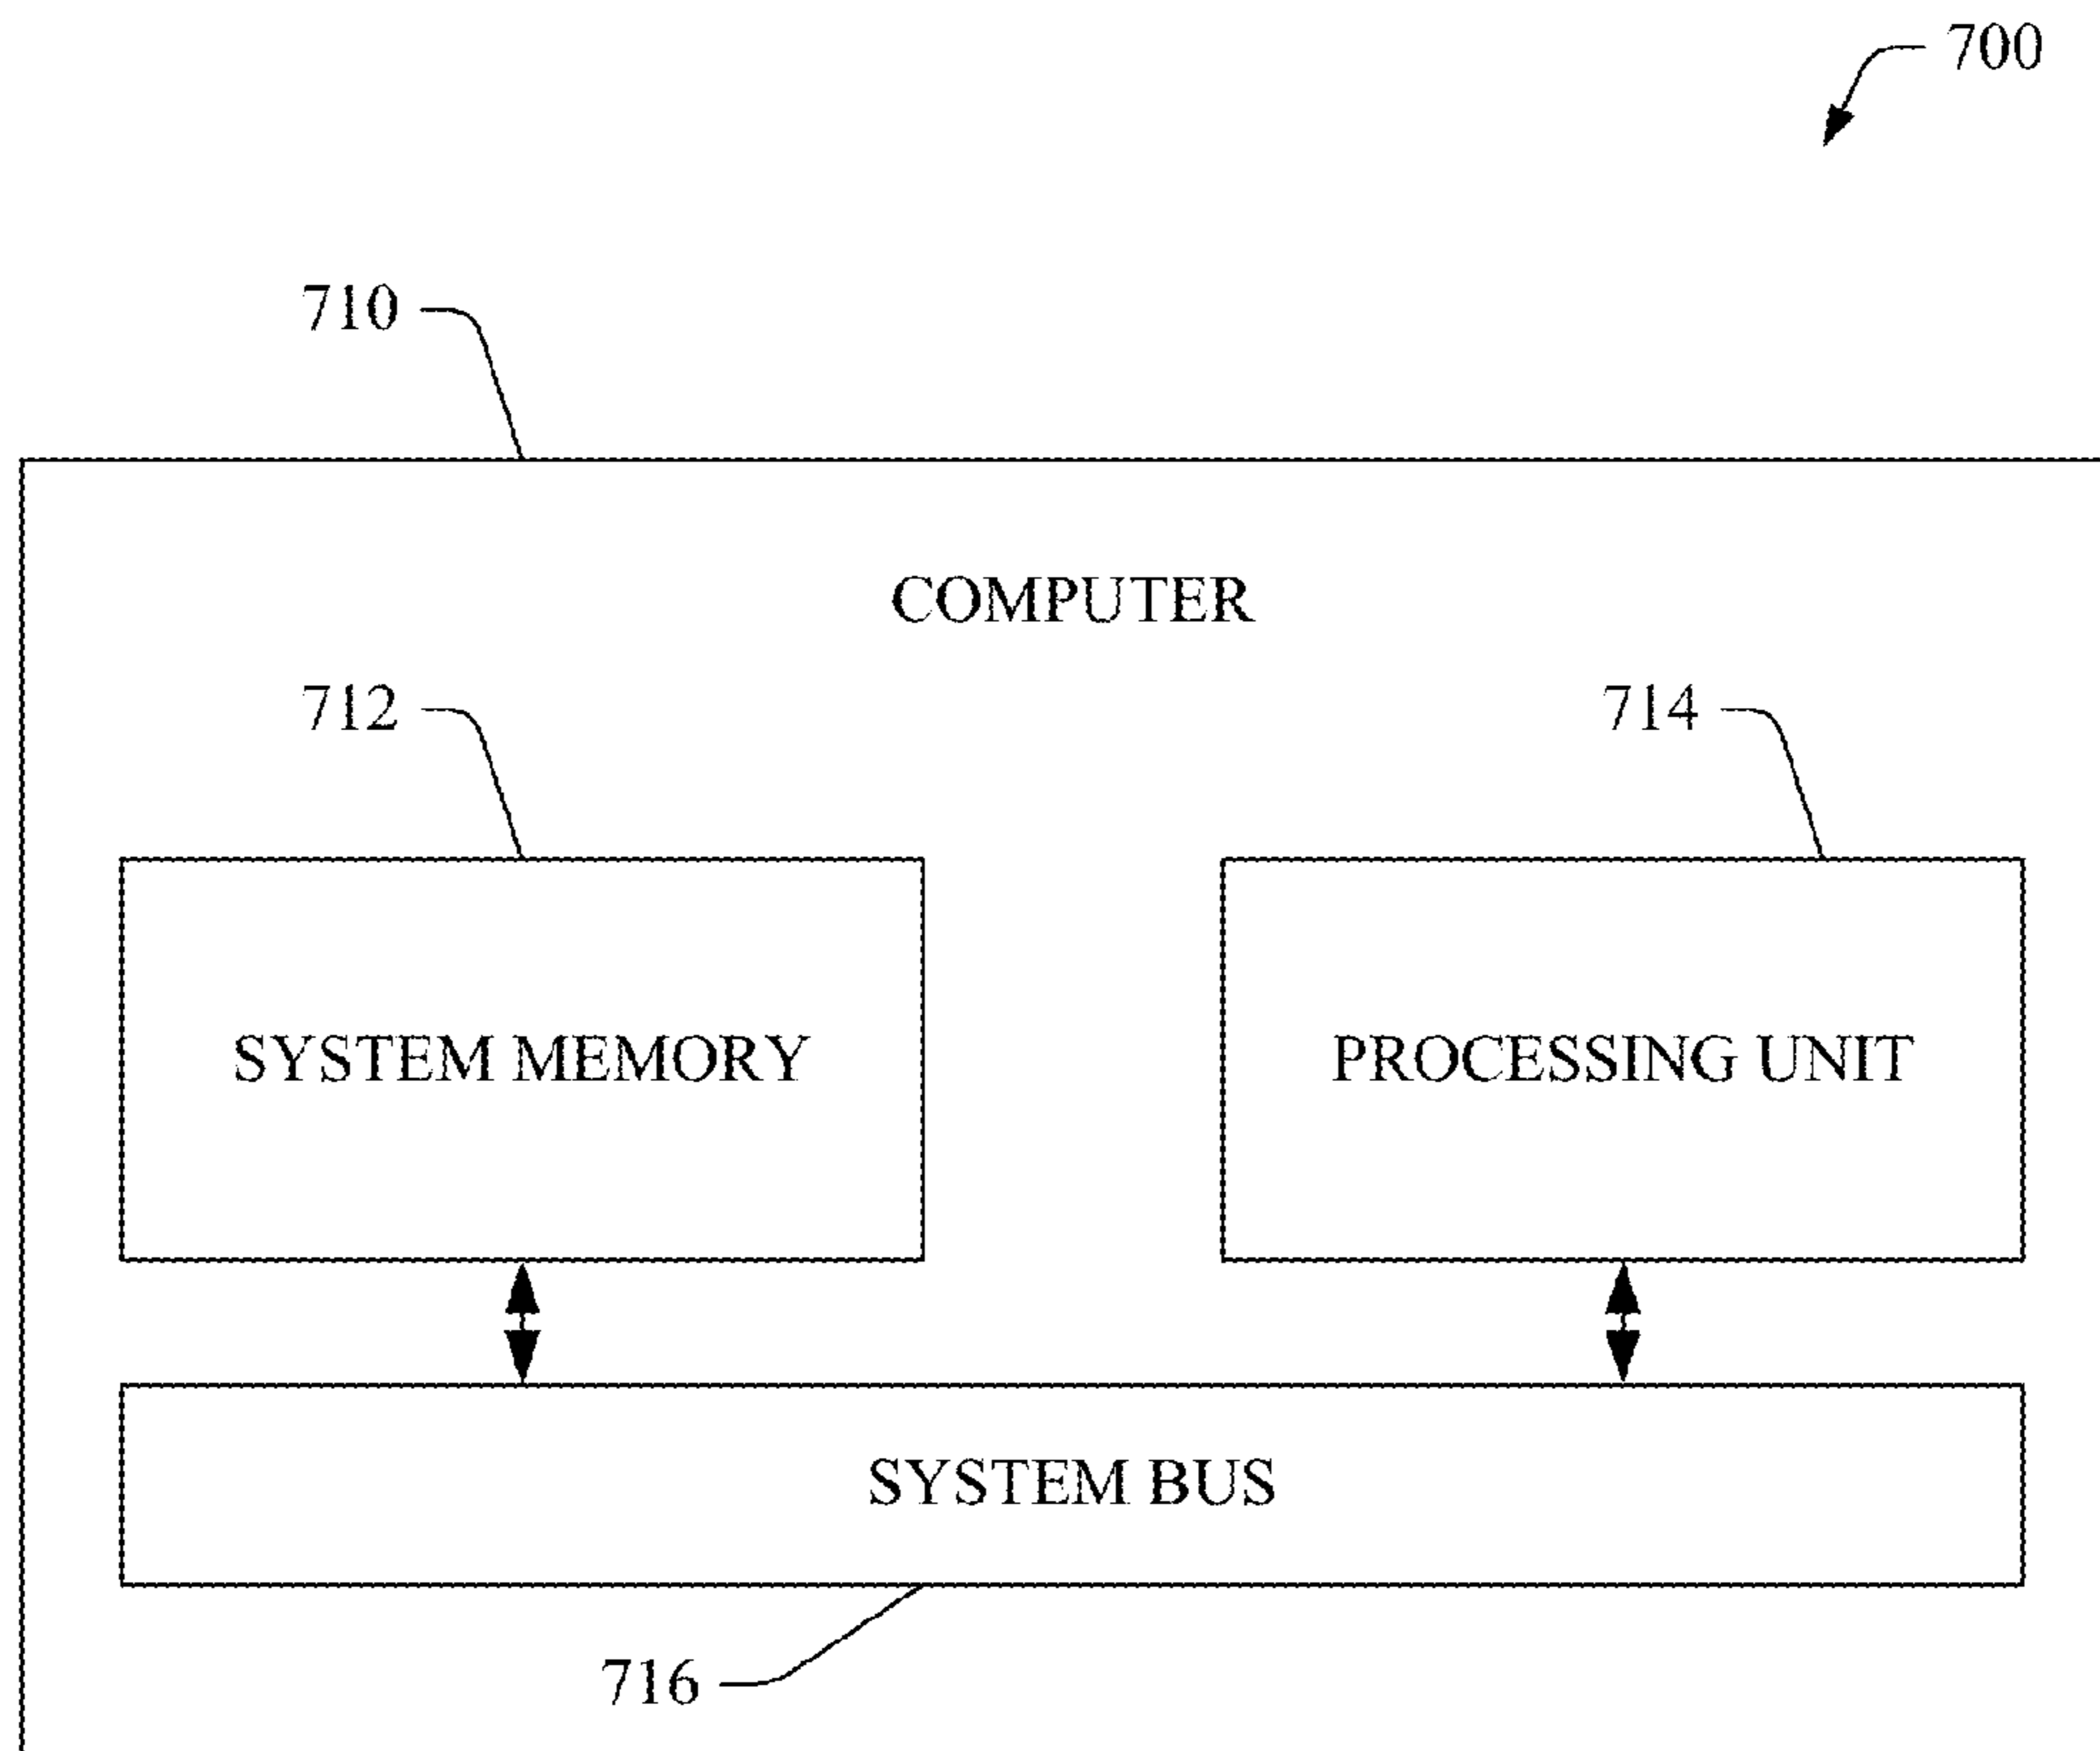 700
710
COMPUTER
712
714
SYSTEM MEMORY
PROCESSING UNIT
SYSTEM BUS
716